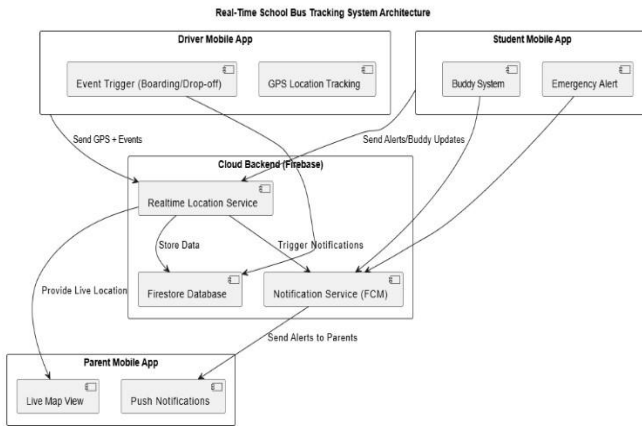 Real-Time School Bus Tracking System Architecture
Driver Mobile App
Event Trigger (Boarding/Drop-off)
GPS Location Tracking
Student Mobile App
Buddy System
Emergency Alert
Send GPS + Events
Send Alerts/Buddy Updates
Cloud Backend (Firebase)
Realtime Location Service
Store Data
Trigger Notifications
Firestore Database
Notification Service (FCM)
Provide Live Location
Send Alerts to Parents
Parent Mobile App
Live Map View
Push Notifications